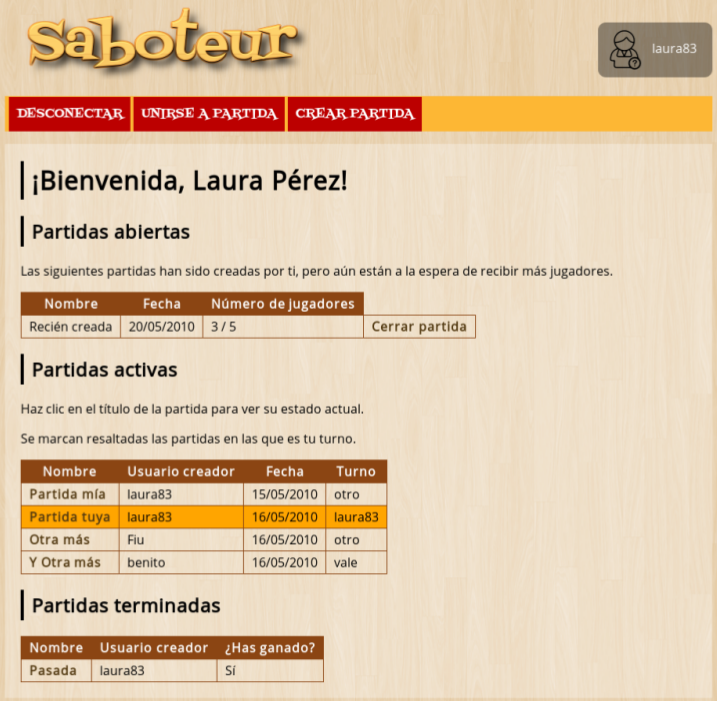 Saboteur
laura83
DESCONECTAR UNIRSE A PARTIDA CREAR PARTIDA
¡Bienvenida, Laura Pérez!
Partidas abiertas
Las siguientes partidas han sido creadas por ti, pero aún están a la espera de recibir más jugadores.
Nombre Fecha Número de jugadores
Recién creada 20/05/2010 3 / 5 Cerrar partida
Partidas activas
Haz clic en el título de la partida para ver su estado actual.
Se marcan resaltadas las partidas en las que es tu turno.
Nombre Usuario creador Fecha Turno
Partida mía laura83 15/05/2010 otro
Partida tuya laura83 16/05/2010 laura83
Otra más Fiu 16/05/2010 otro
Y Otra más benito 16/05/2010 vale
Partidas terminadas
Nombre Usuario creador ¿Has ganado?
Pasada laura83 Sí